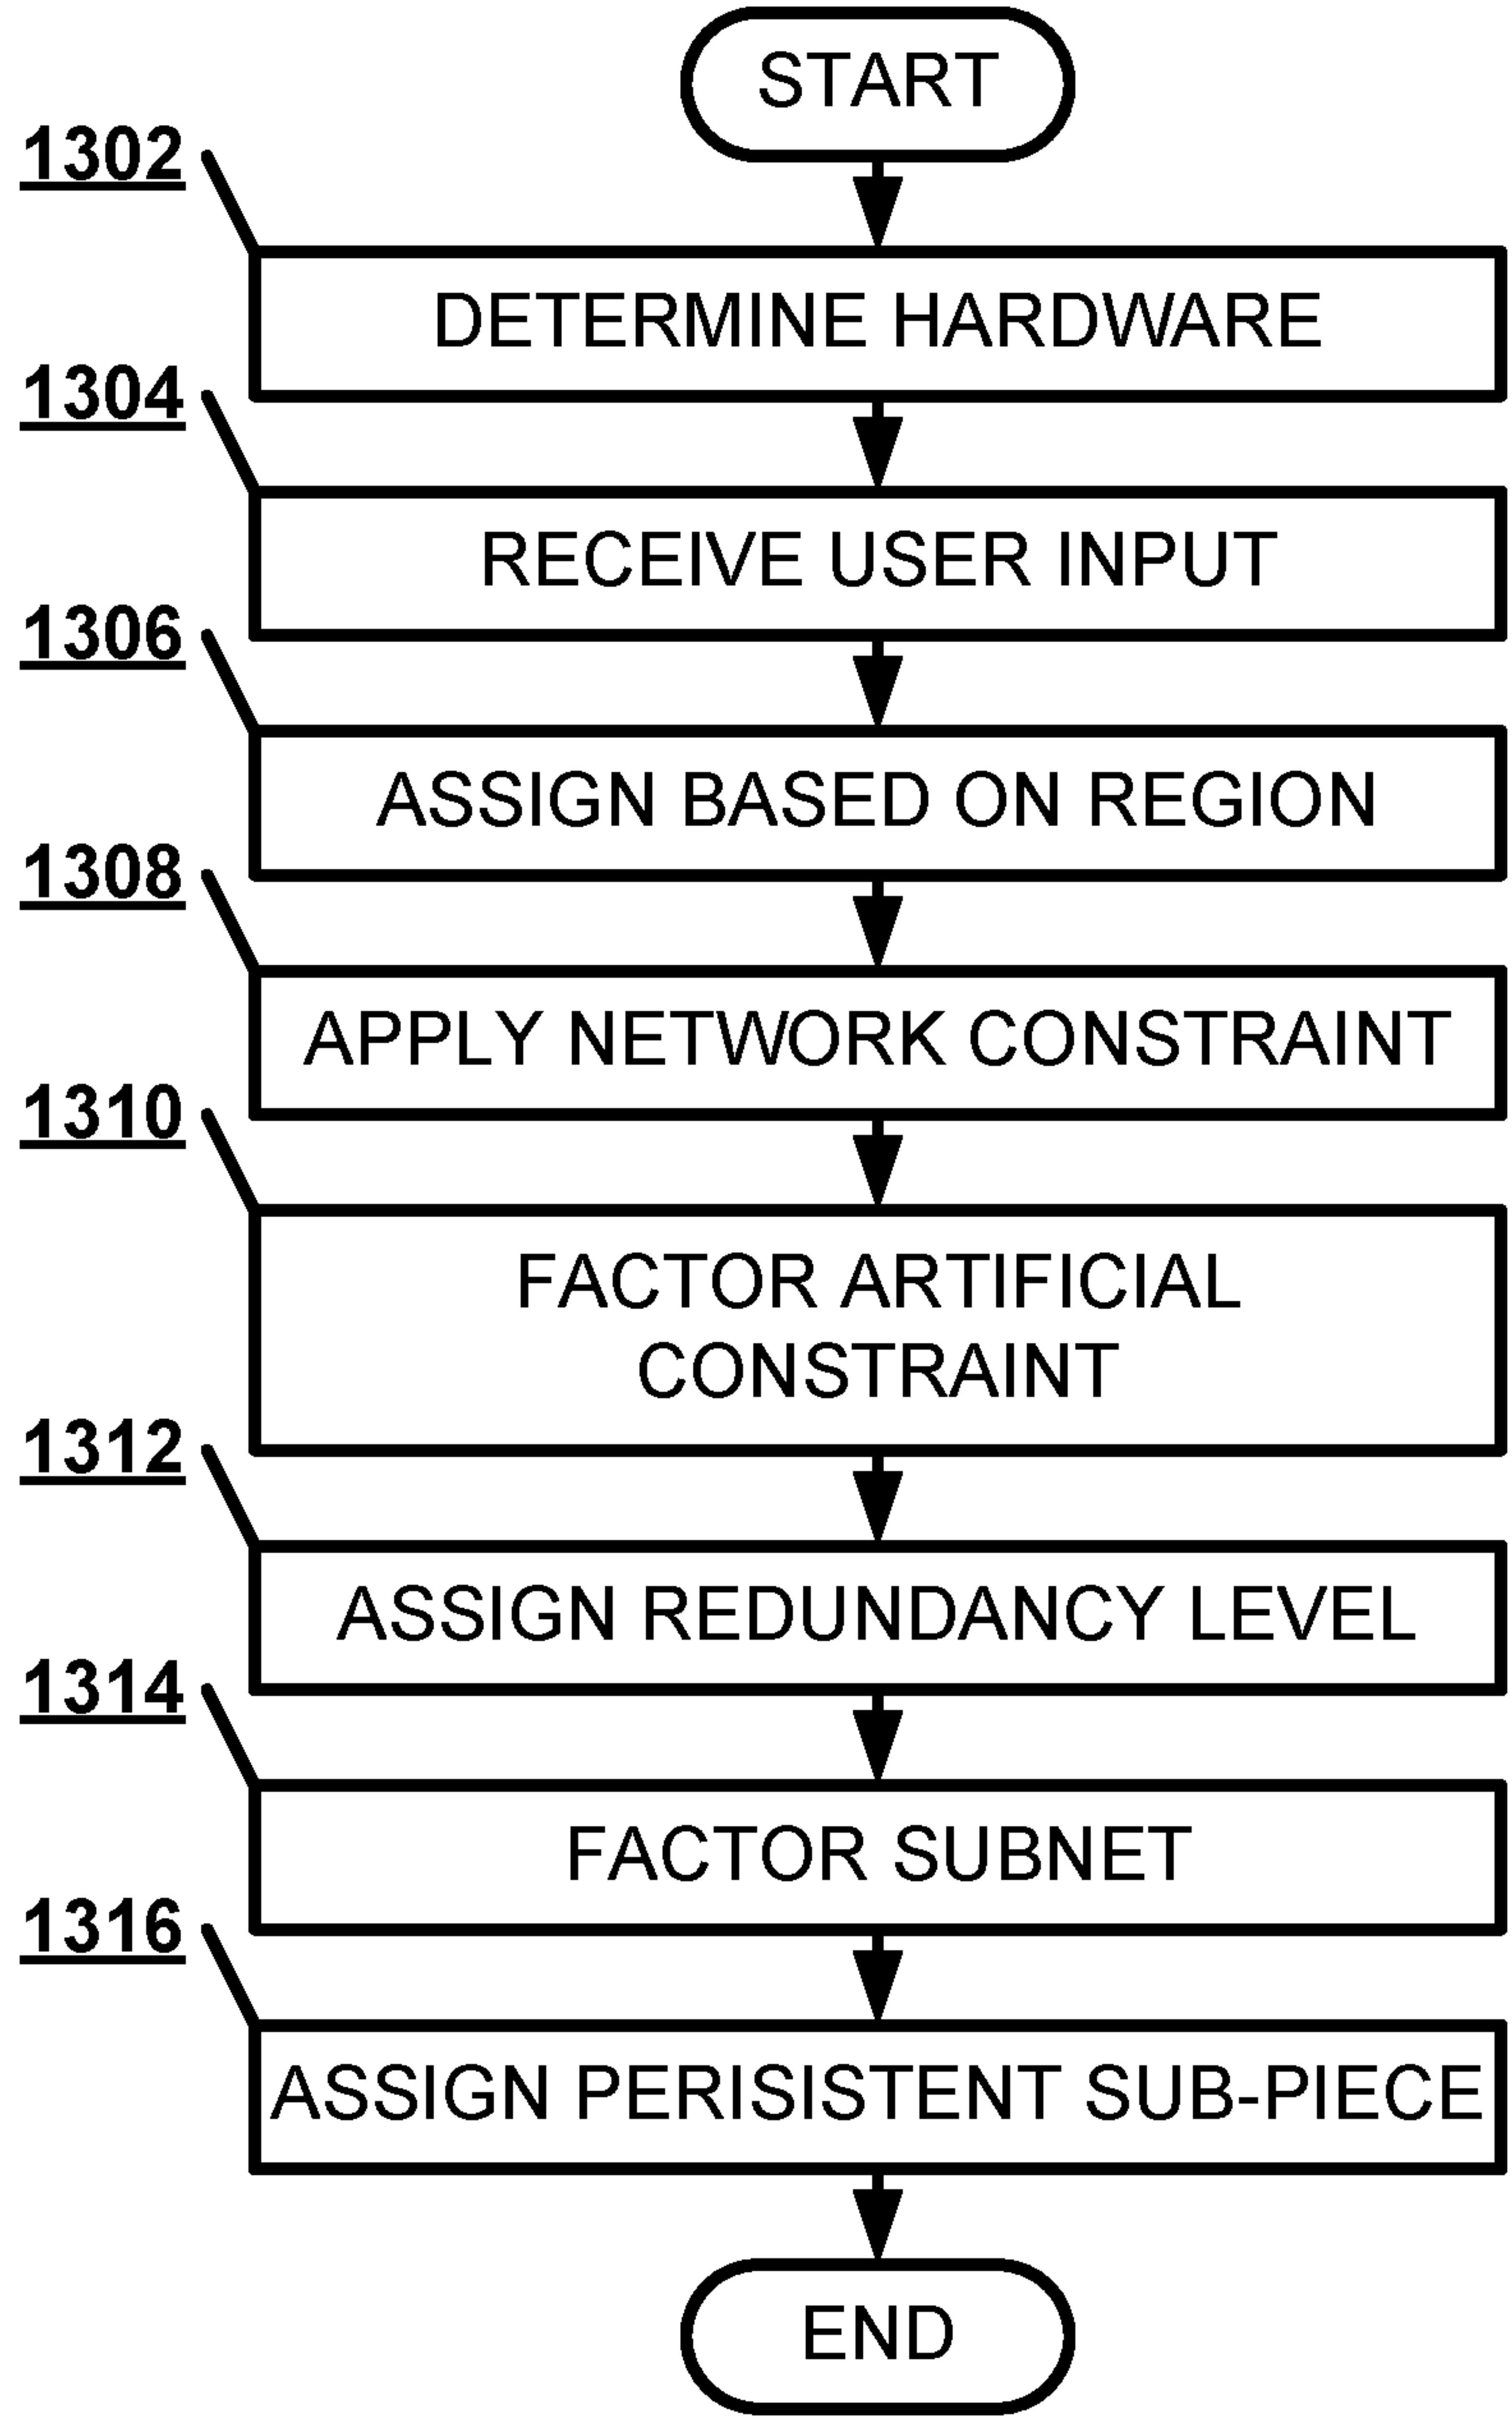 START
1302
DETERMINE HARDWARE
1304
RECEIVE USER INPUT
1306
ASSIGN BASED ON REGION
1308
APPLY NETWORK CONSTRAINT
1310
FACTOR ARTIFICIAL
CONSTRAINT
1312
ASSIGN REDUNDANCY LEVEL
1314
FACTOR SUBNET
1316
ASSIGN PERISISTENT SUB-PIECE
END